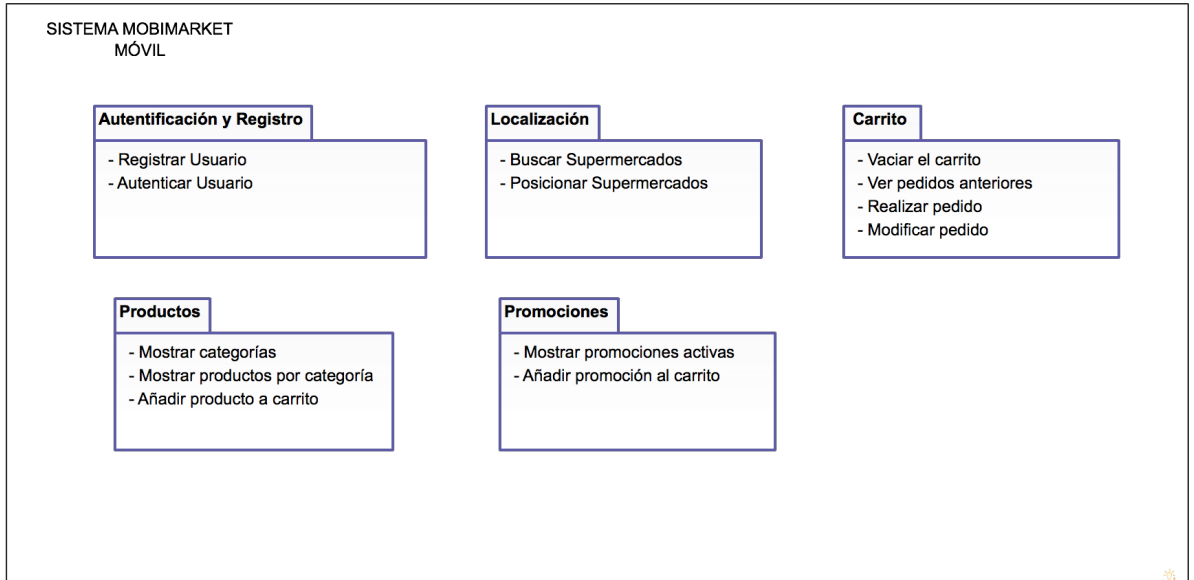 SISTEMA MOBIMARKET
MÓVIL
Autentificación y Registro
- Registrar Usuario
- Autenticar Usuario
Localización
- Buscar Supermercados
- Posicionar Supermercados
Carrito
- Vaciar el carrito
- Ver pedidos anteriores
- Realizar pedido
- Modificar pedido
Productos
- Mostrar categorías
- Mostrar productos por categoría
- Añadir producto a carrito
Promociones
- Mostrar promociones activas
- Añadir promoción al carrito